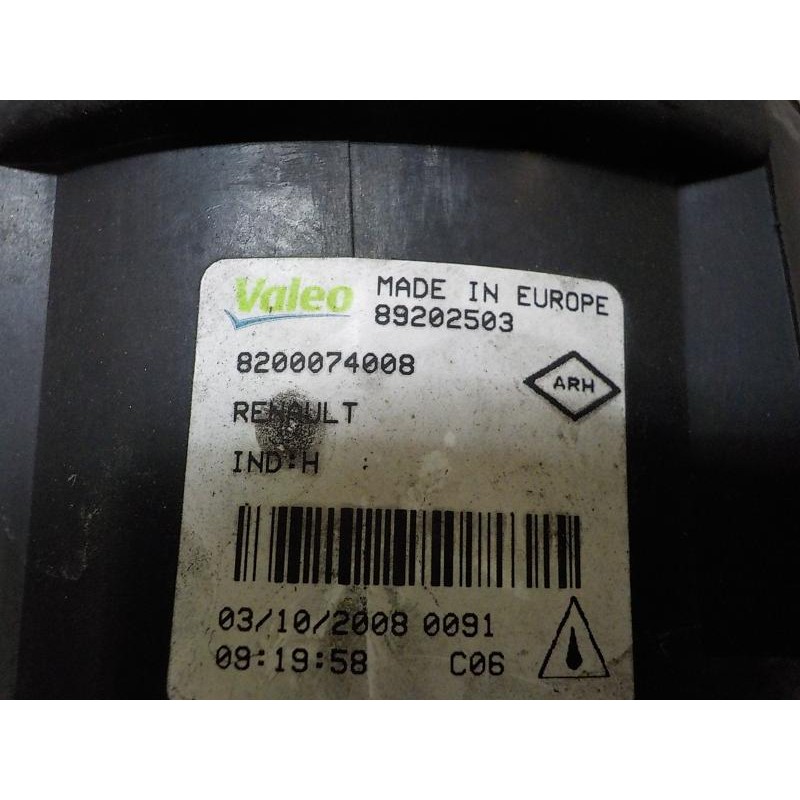 Valeo MADE IN EUROPE
89202503
8200074008
ARH
RENAULT
IND:H :
03/10/2008 0091
09:19:58 C06